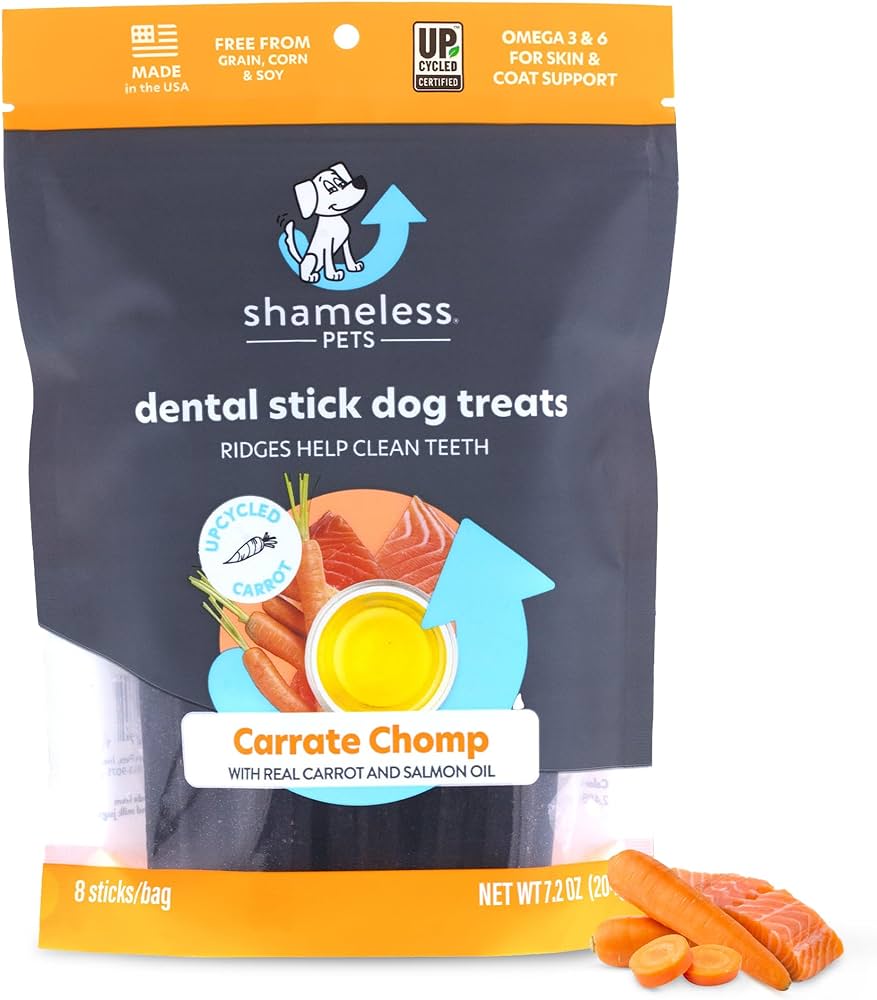 MADE
in the USA
FREE FROM
GRAIN, CORN
& SOY
UP
CYCLED
CERTIFIED
OMEGA 3 & 6
FOR SKIN &
COAT SUPPORT
shameless®
PETS
dental stick dog treats
RIDGES HELP CLEAN TEETH
UPCYCLED
CARROT
Carrate Chomp
WITH REAL CARROT AND SALMON OIL
8 sticks/bag
NET WT 7.2 OZ (20